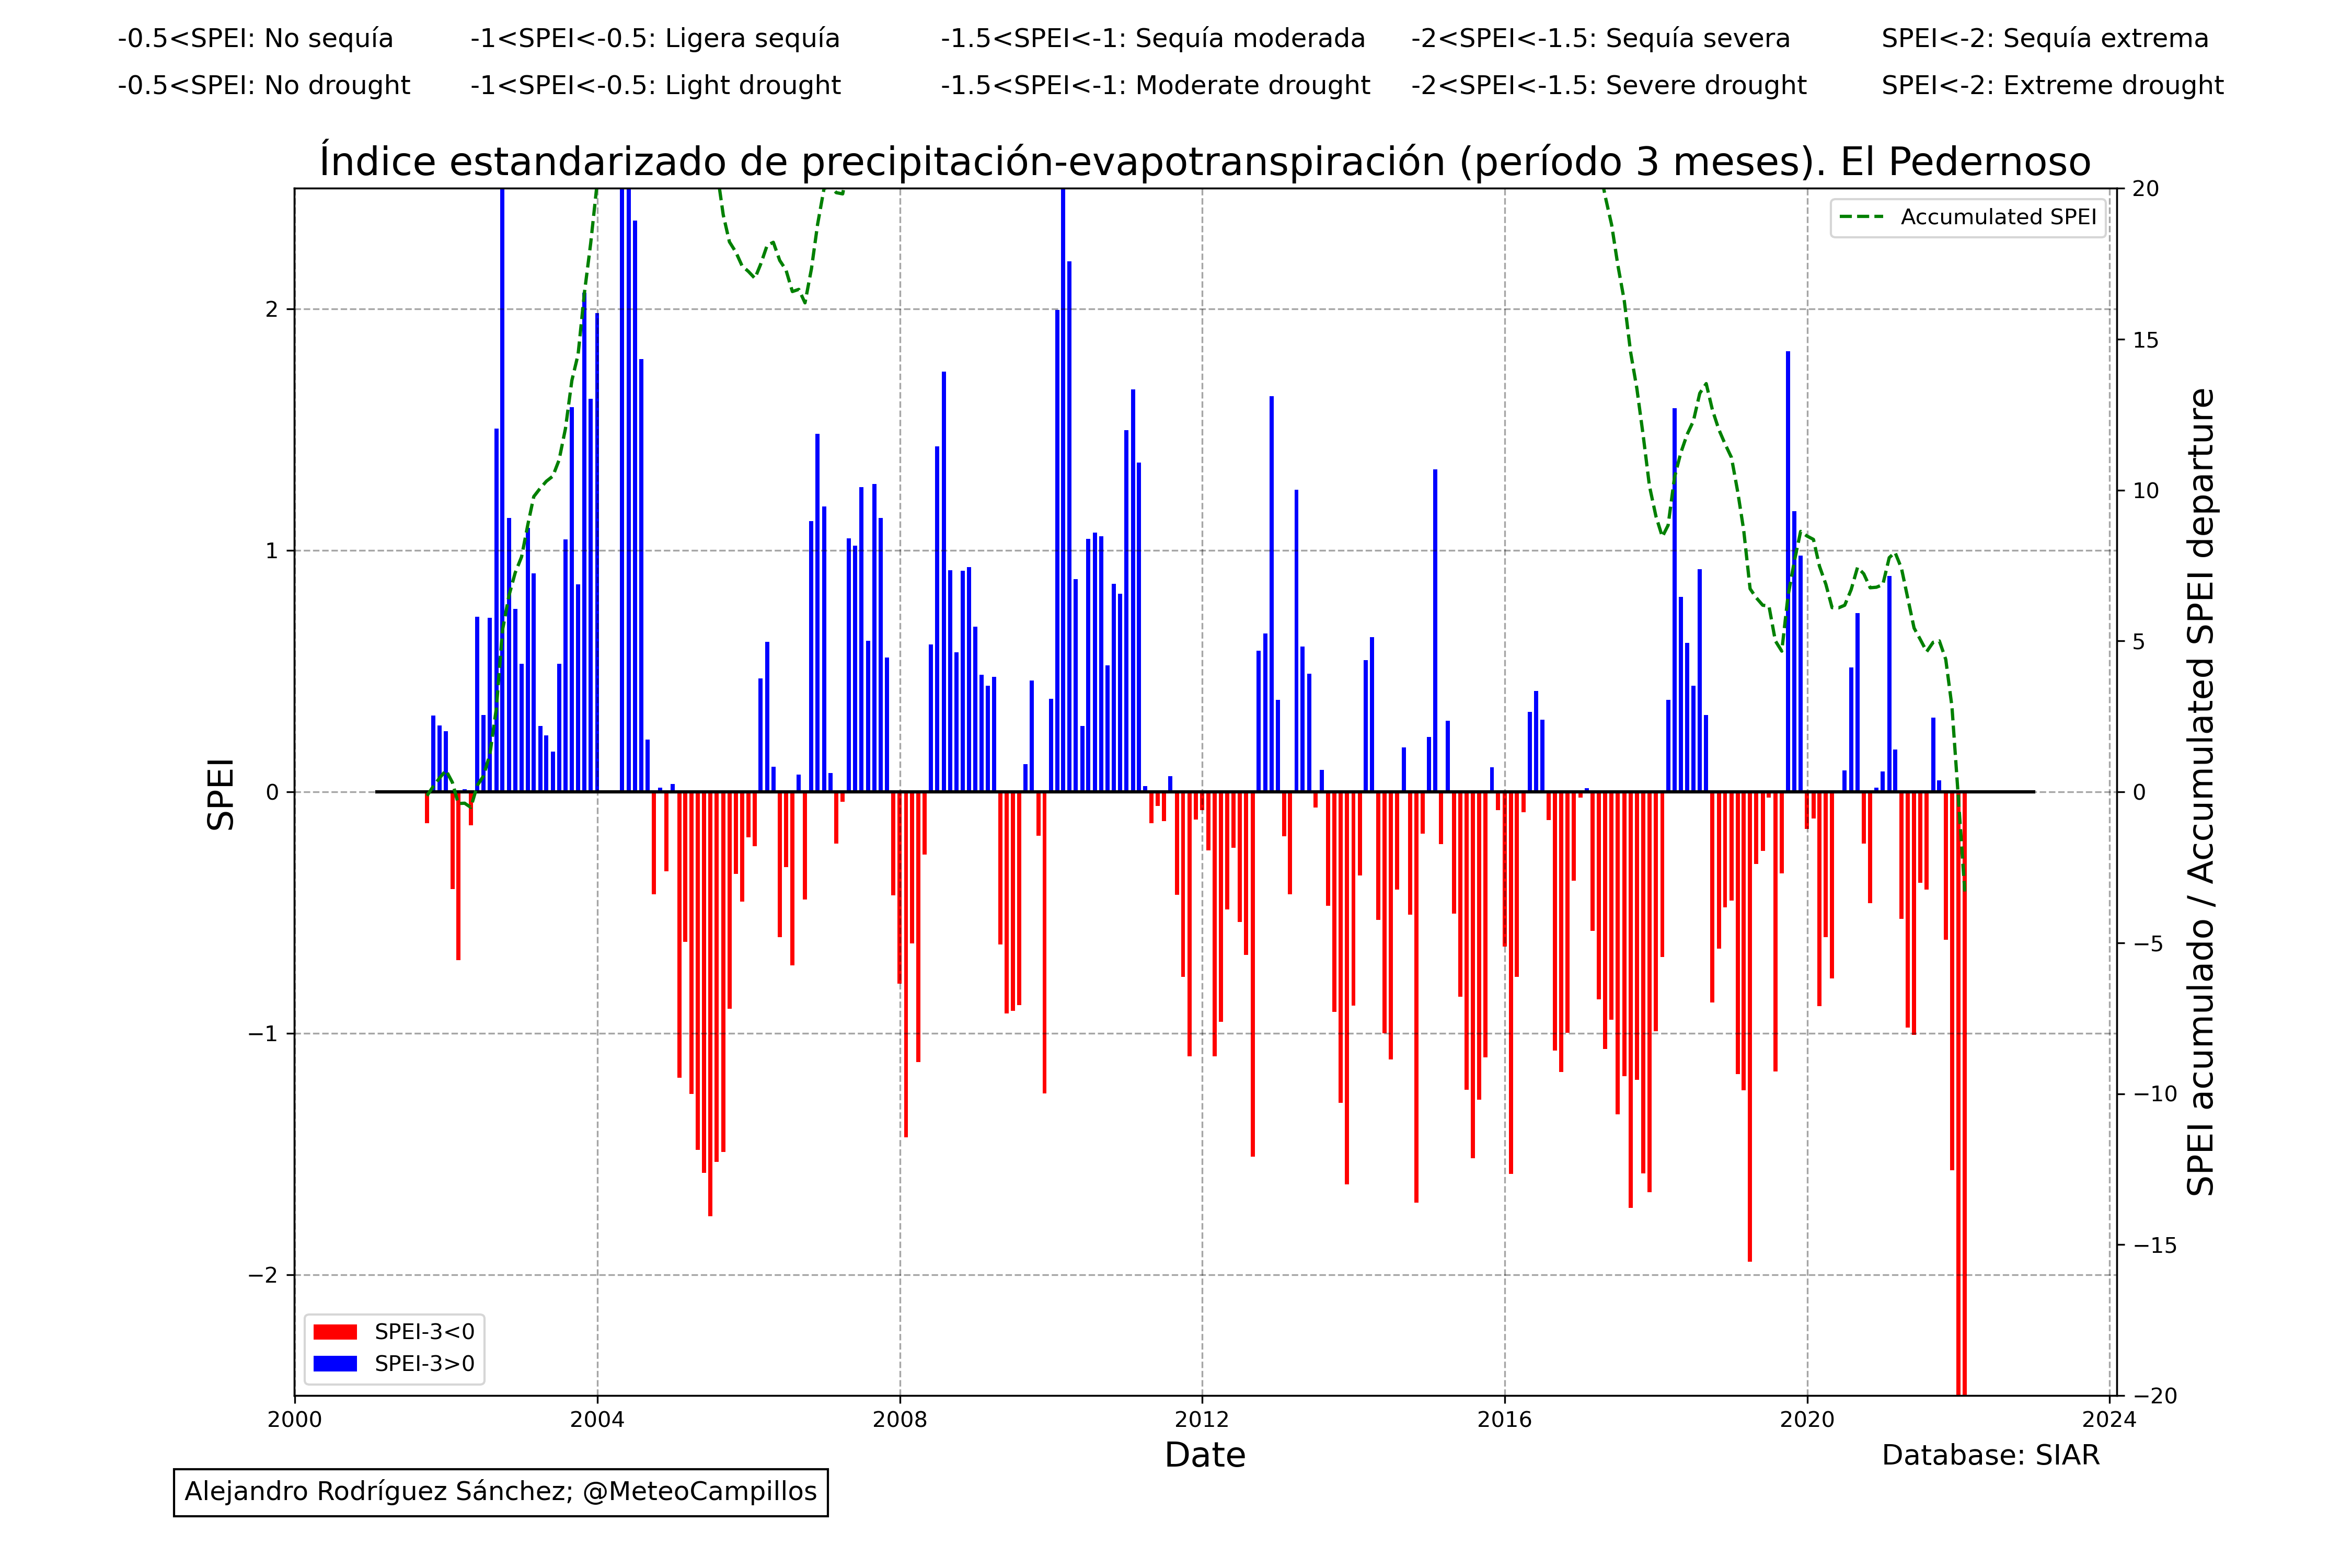 -0.5<SPEI: No sequía -1<SPEI<-0.5: Ligera sequía -1.5<SPEI<-1: Sequía moderada -2<SPEI<-1.5: Sequía severa SPEI<-2: Sequía extrema
-0.5<SPEI: No drought -1<SPEI<-0.5: Light drought -1.5<SPEI<-1: Moderate drought -2<SPEI<-1.5: Severe drought SPEI<-2: Extreme drought
Índice estandarizado de precipitación-evapotranspiración (período 3 meses). El Pedernoso
Accumulated SPEI
2
1
0
−1
−2
SPEI
20
15
10
5
0
−5
−10
−15
−20
SPEI acumulado / Accumulated SPEI departure
SPEI-3<0
SPEI-3>0
2000 2004 2008 2012 2016 2020 2024
Date
Database: SIAR
Alejandro Rodríguez Sánchez; @MeteoCampillos